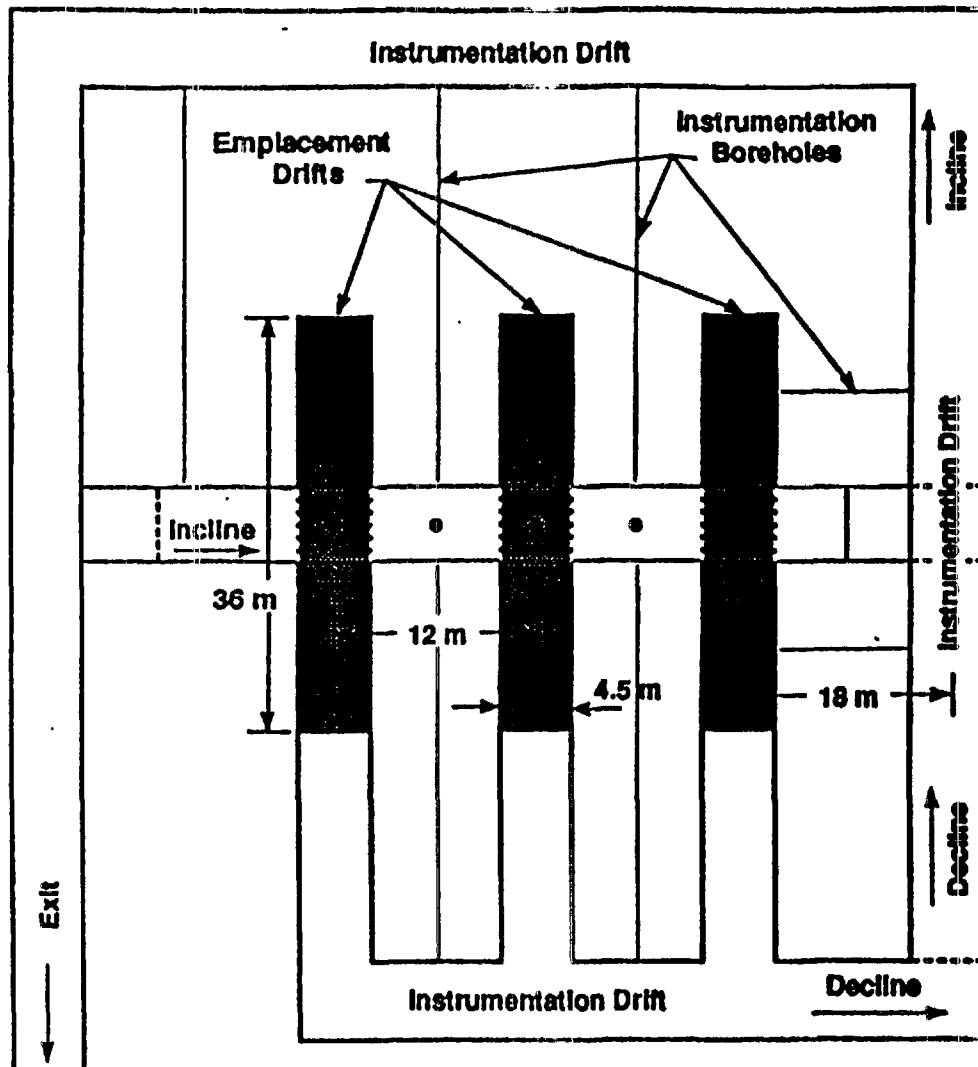 Instrumentation Drift
Emplacement
Drifts
Instrumentation
Boreholes
Incline
Incline
Instrumentation Drift
36 m
12 m
4.5 m
18 m
Exit
Decline
Instrumentation Drift
Decline